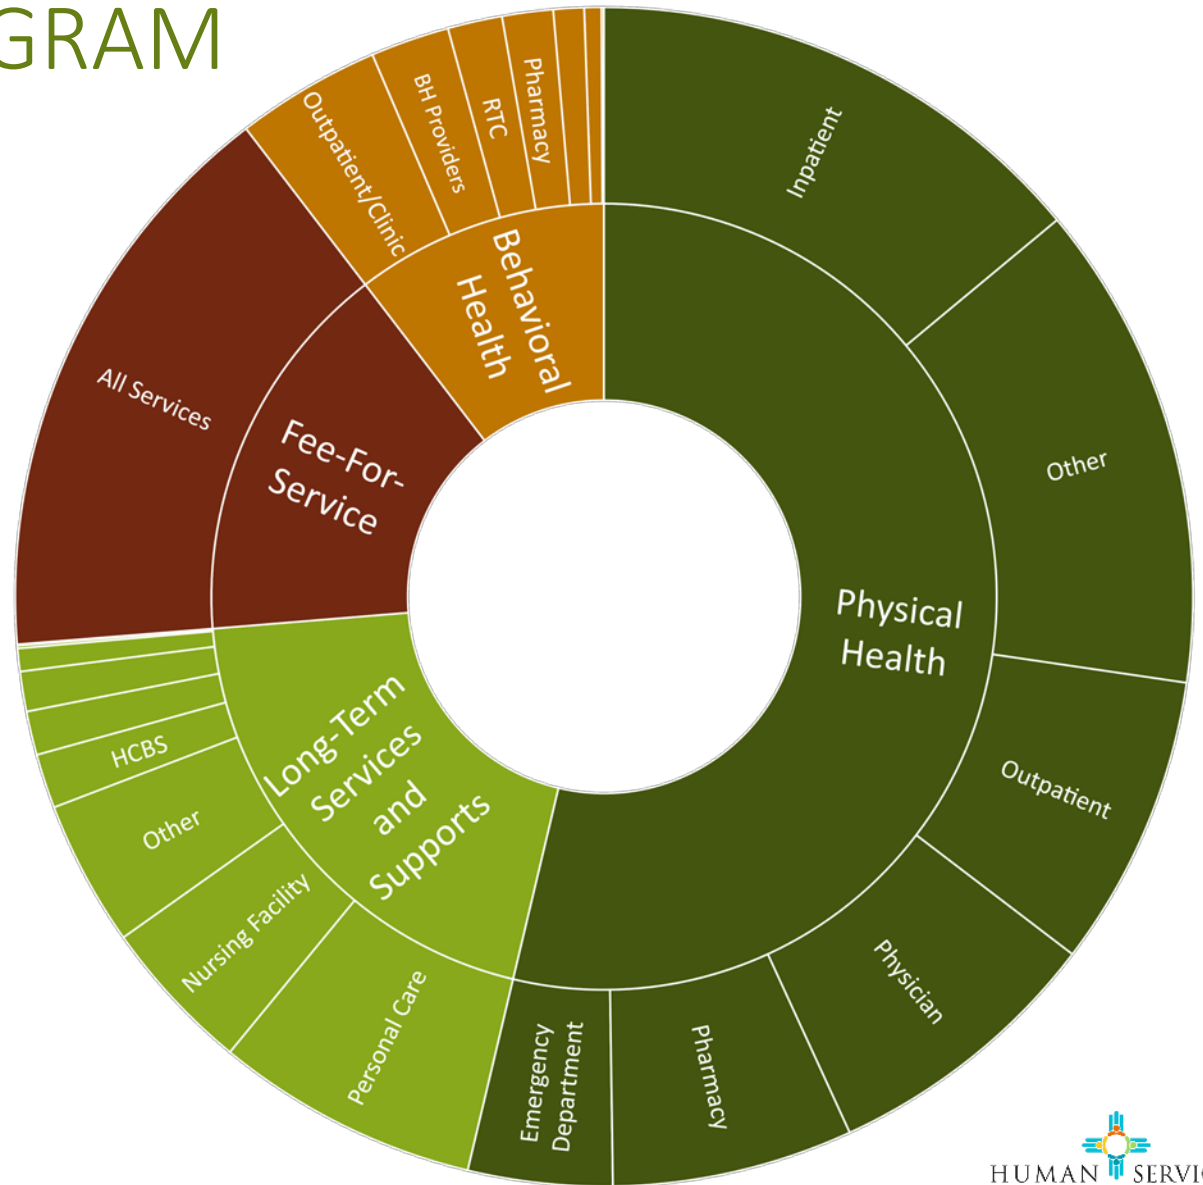 GRAM
Inpatient
Other
Outpatient
Physician
Pharmacy
Emergency
Department
Physical
Health
Personal Care
Nursing Facility
Other
HCBS
Long-Term
Services
and
Supports
All Services
Fee-For-
Service
Outpatient/Clinic
BH Providers
RTC
Pharmacy
Behavioral
Health
HUMAN SERVIC